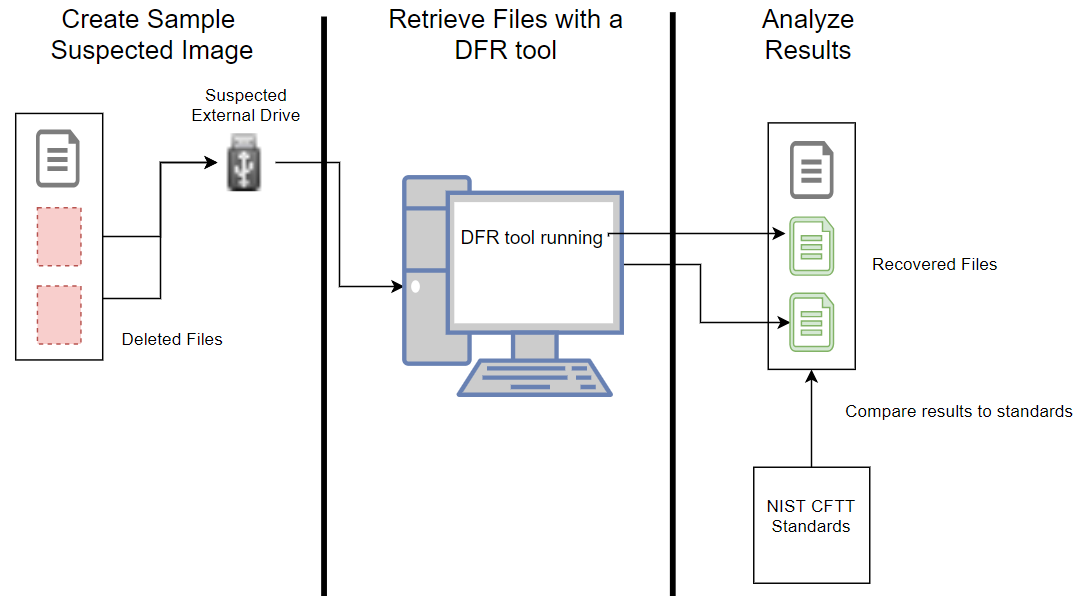 Create Sample
Suspected Image
Retrieve Files with a
DFR tool
Analyze
Results
Suspected
External Drive
Deleted Files
DFR tool running
Recovered Files
Compare results to standards
NIST CFTT
Standards